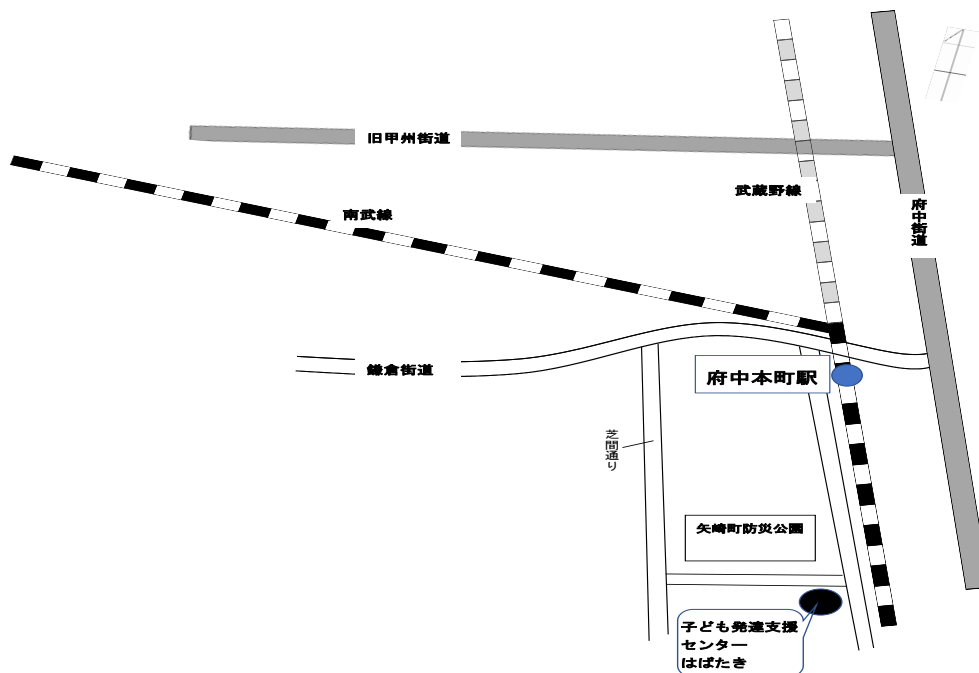 旧甲州街道
武蔵野線
府中街道
南武線
鎌倉街道
府中本町駅
芝間通り
矢崎町防災公園
子ども発達支援
センター
はばたき